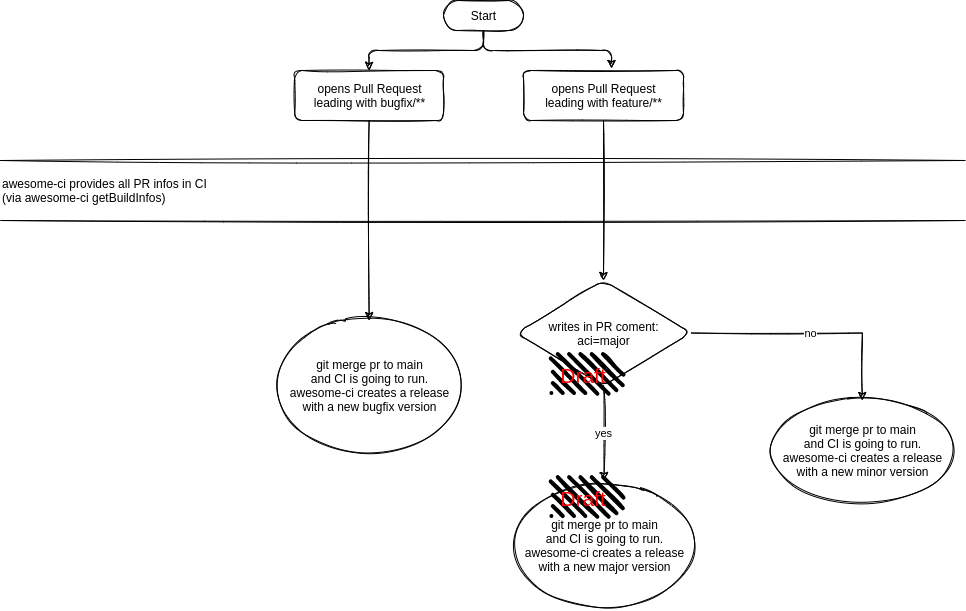 Start
opens Pull Request
leading with bugfix/**
opens Pull Request
leading with feature/**
awesome-ci provides all PR infos in CI
(via awesome-ci getBuildInfos)
writes in PR coment:
aci=major
Draft
no
yes
git merge pr to main
and CI is going to run.
awesome-ci creates a release
with a new bugfix version
git merge pr to main
and CI is going to run.
awesome-ci creates a release
with a new minor version
Draft
git merge pr to main
and CI is going to run.
awesome-ci creates a release
with a new major version